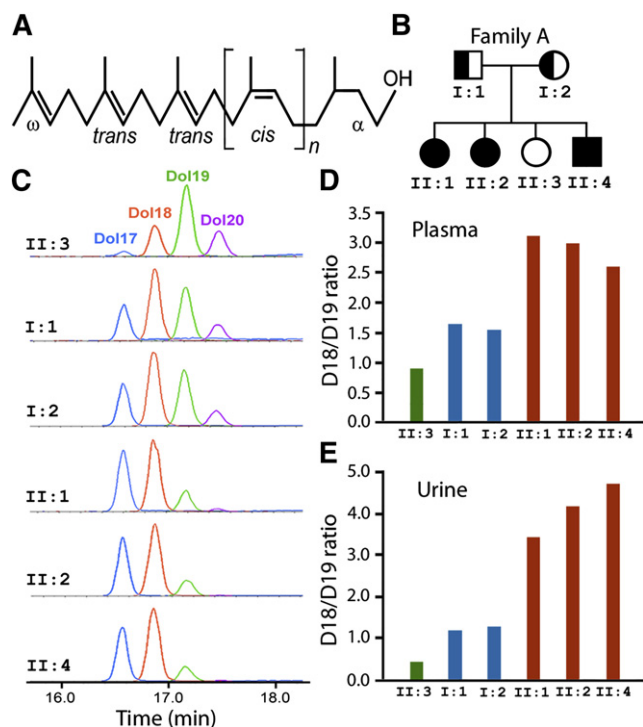 A
OH
ω
trans
trans
cis
n
α
B
Family A
I:1
I:2
II:1
II:2
II:3
II:4
C
Dol17
Dol18
Dol19
Dol20
II:3
I:1
I:2
II:1
II:2
II:4
16.0
17.0
18.0
Time (min)
D
Plasma
D18/D19 ratio
3.5
3.0
2.5
2.0
1.5
1.0
0.5
0.0
II:3
I:1
I:2
II:1
II:2
II:4
E
Urine
D18/D19 ratio
5.0
4.0
3.0
2.0
1.0
0.0
II:3
I:1
I:2
II:1
II:2
II:4